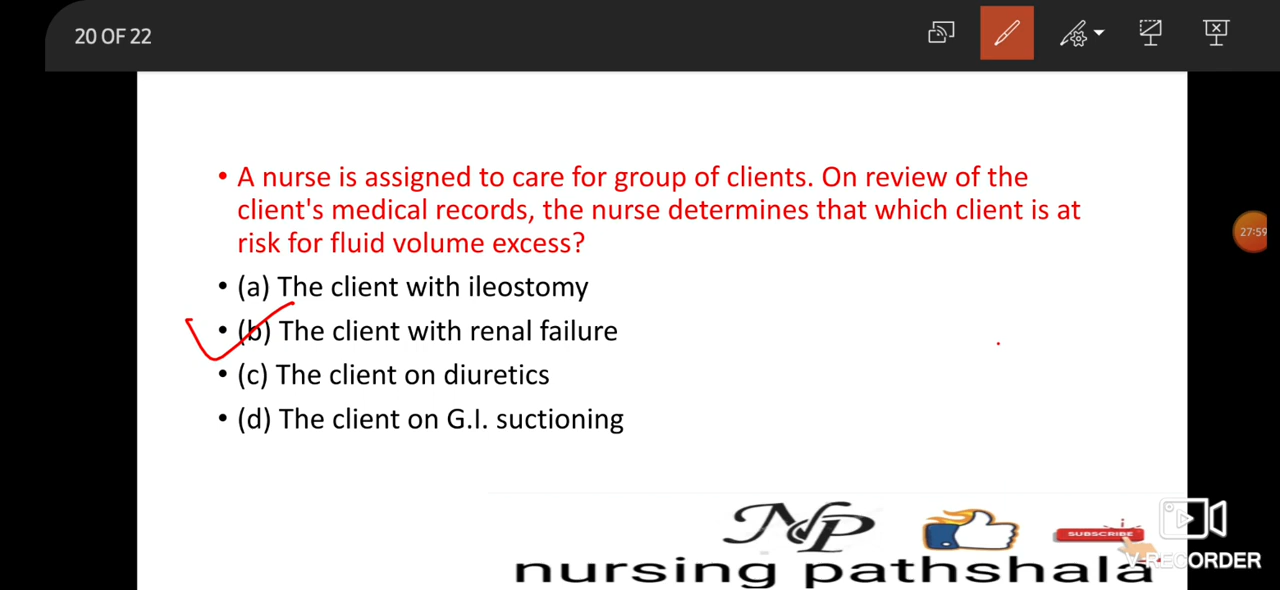 20 OF 22
• A nurse is assigned to care for group of clients. On review of the
client's medical records, the nurse determines that which client is at
risk for fluid volume excess?
27:59
• (a) The client with ileostomy
• (b) The client with renal failure
• (c) The client on diuretics
• (d) The client on G.I. suctioning
NP
SUBSCRIBE
V-RECORDER
nursing pathshala